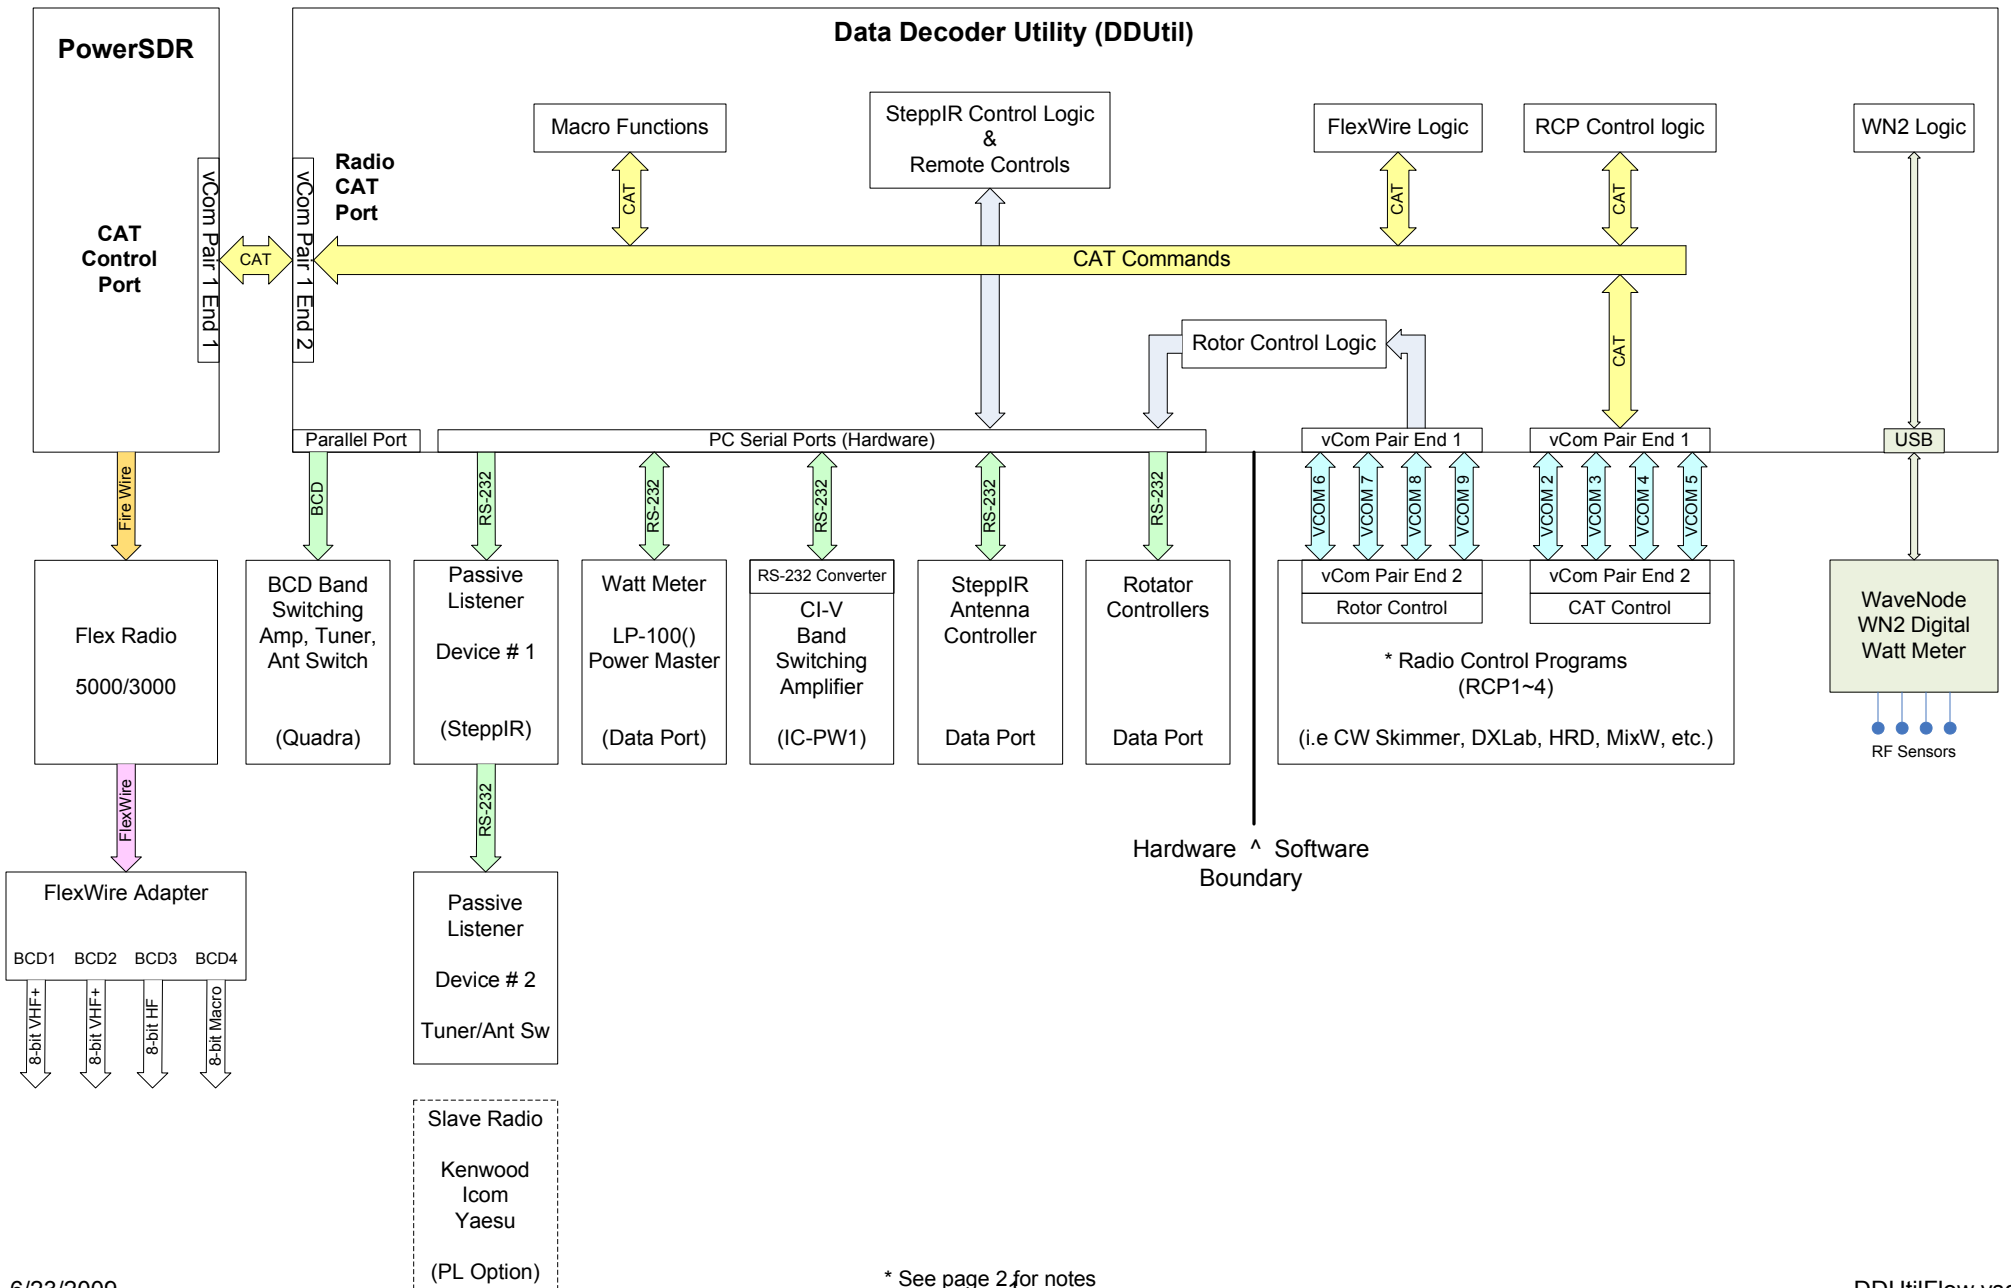 PowerSDR
Data Decoder Utility (DDUtil)
Macro Functions
SteppIR Control Logic
&
Remote Controls
FlexWire Logic
RCP Control logic
WN2 Logic
Radio
CAT
Port
CAT
CAT
CAT
CAT
Control
Port
vCom Pair 1 End 1
CAT
vCom Pair 1 End 2
CAT Commands
Rotor Control Logic
CAT
Parallel Port
PC Serial Ports (Hardware)
vCom Pair End 1
vCom Pair End 1
USB
Fire Wire
BCD
RS-232
RS-232
RS-232
RS-232
RS-232
VCOM 6
VCOM 7
VCOM 8
VCOM 9
VCOM 2
VCOM 3
VCOM 4
VCOM 5
Flex Radio
5000/3000
BCD Band
Switching
Amp, Tuner,
Ant Switch
(Quadra)
Passive
Listener
Device # 1
(SteppIR)
Watt Meter
LP-100()
Power Master
(Data Port)
RS-232 Converter
CI-V
Band
Switching
Amplifier
(IC-PW1)
SteppIR
Antenna
Controller
Data Port
Rotator
Controllers
Data Port
vCom Pair End 2
Rotor Control
vCom Pair End 2
CAT Control
* Radio Control Programs
(RCP1~4)
(i.e CW Skimmer, DXLab, HRD, MixW, etc.)
WaveNode
WN2 Digital
Watt Meter
RF Sensors
FlexWire
RS-232
Hardware ^ Software
Boundary
FlexWire Adapter
BCD1 BCD2 BCD3 BCD4
8-bit VHF+
8-bit VHF+
8-bit HF
8-bit Macro
Passive
Listener
Device # 2
Tuner/Ant Sw
Slave Radio
Kenwood
Icom
Yaesu
(PL Option)
* See page 2 for notes
6/23/2009